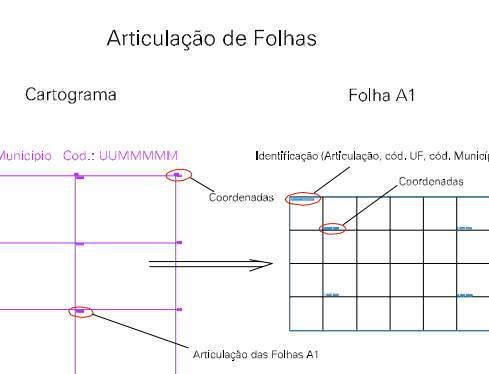 Articulação de Folhas
Cartograma
Folha A1
Municipio Cod.: UUMMMMM
Identificação (Articulação, cód. UF, cód. Municíp
Coordenadas
Coordenadas
Articulação das Folhas A1